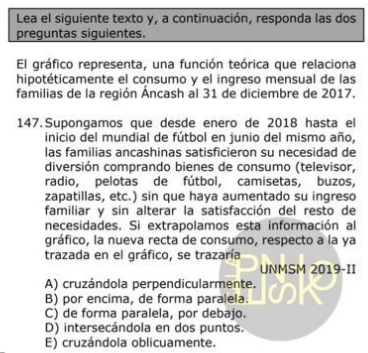 Lea el siguiente texto y, a continuación, responda las dos
preguntas siguientes.
El gráfico representa, una función teórica que relaciona
hipotéticamente el consumo y el ingreso mensual de las
familias de la región Áncash al 31 de diciembre de 2017.
147.Supongamos que desde enero de 2018 hasta el
inicio del mundial de fútbol en junio del mismo año,
las familias ancashinas satisficieron su necesidad de
diversión comprando bienes de consumo (televisor,
radio, pelotas de fútbol, camisetas, buzos,
zapatillas, etc.) sin que haya aumentado su ingreso
familiar y sin alterar la satisfacción del resto de
necesidades. Si extrapolamos esta información al
gráfico, la nueva recta de consumo, respecto a la ya
trazada en el gráfico, se trazaría
UNMSM 2019-II
A) cruzándola perpendicularmente.
B) por encima, de forma paralela.
C) de forma paralela, por debajo.
D) intersecándola en dos puntos.
E) cruzándola oblicuamente.